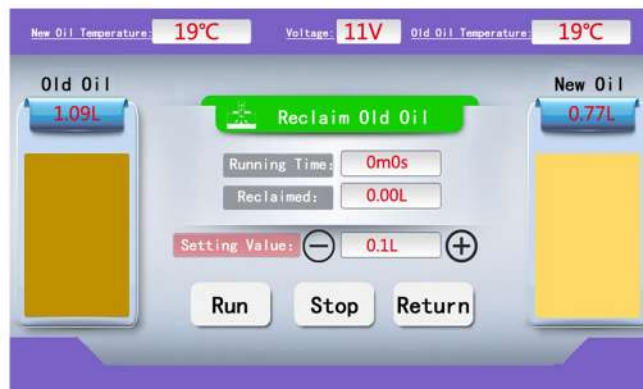 New Oil Temperature: 19℃ Voltage: 11V Old Oil Temperature: 19℃
Old Oil
1.09L
New Oil
0.77L
Reclaim Old Oil
Running Time: 0m0s
Reclaimed: 0.00L
Setting Value: 0.1L
Run Stop Return